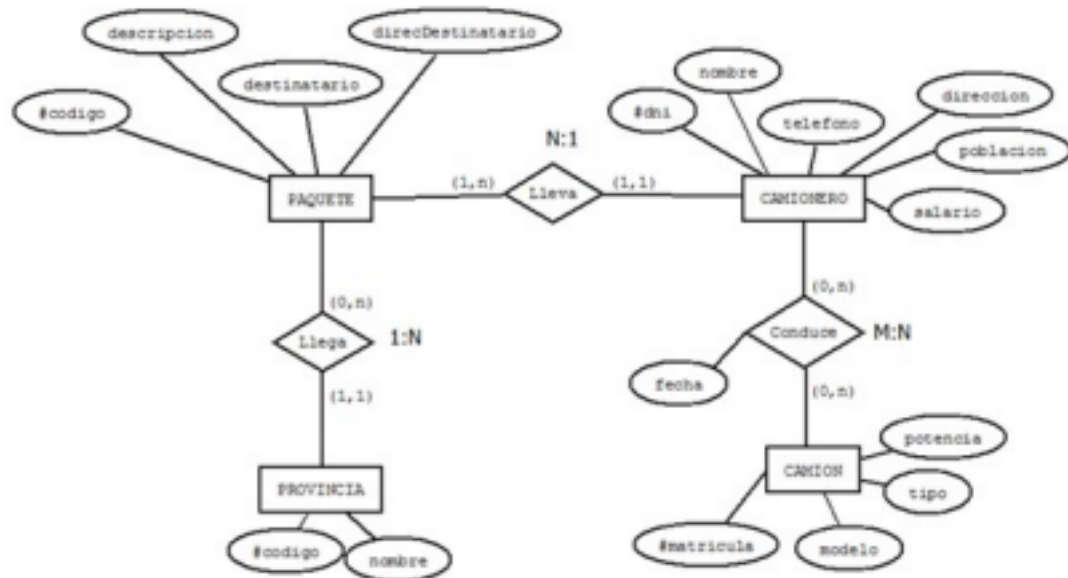 descripcion
direcDestinatario
destinatario
#codigo
nombre
#dni
telefono
direccion
poblacion
salario
N:1
PAQUETE
(1,n)
Lleva
(1,1)
CAMIONERO
(0,n)
Llega
1:N
(1,1)
(0,n)
Conduce
M:N
fecha
(0,n)
PROVINCIA
#codigo
nombre
CAMION
potencia
tipo
#matricula
modelo